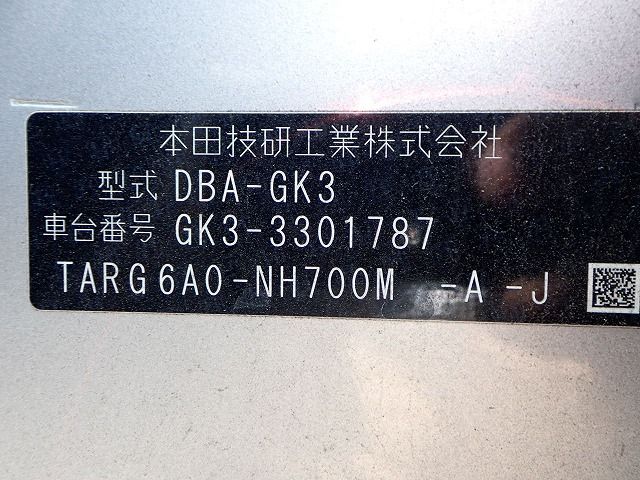 本田技研工業株式会社
型式 DBA-GK3
車台番号 GK3-3301787
TARG6A0-NH700M -A -J